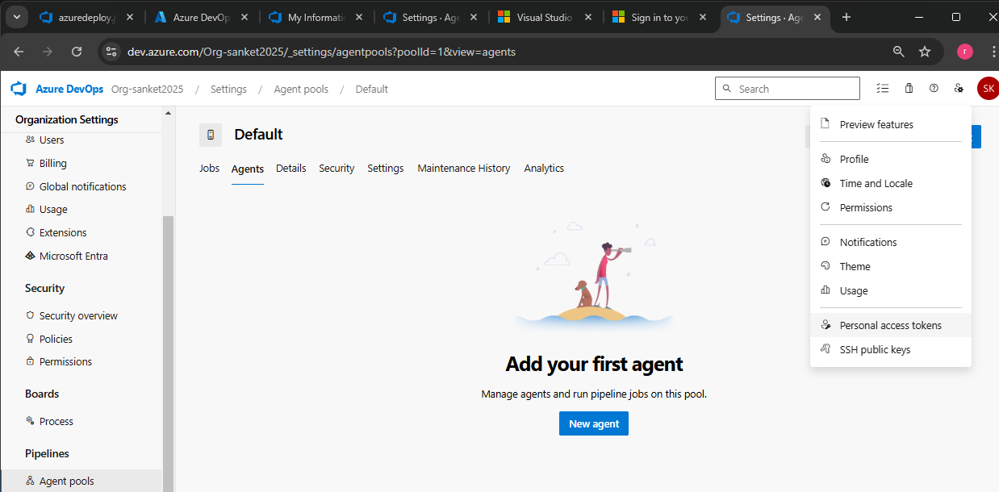 azuredeploy.j
Azure DevOp
My Informati
Settings · Age
Visual Studio
Sign in to you
Settings · Age
dev.azure.com/Org-sanket2025/_settings/agentpools?poolId=1&view=agents
r
Azure DevOps Org-sanket2025 / Settings / Agent pools / Default
Search
SK
Organization Settings
Users
Billing
Global notifications
Usage
Extensions
Microsoft Entra
Security
Security overview
Policies
Permissions
Boards
Process
Pipelines
Agent pools
Default
Jobs Agents Details Security Settings Maintenance History Analytics
Add your first agent
Manage agents and run pipeline jobs on this pool.
New agent
Preview features
Profile
Time and Locale
Permissions
Notifications
Theme
Usage
Personal access tokens
SSH public keys